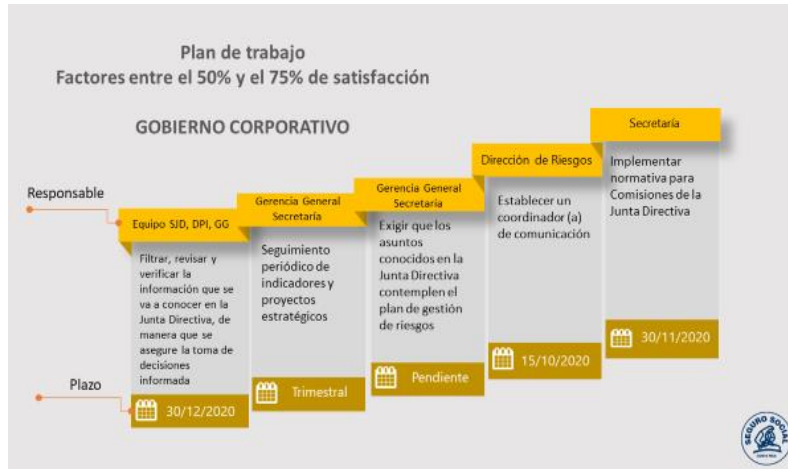 Plan de trabajo
Factores entre el 50% y el 75% de satisfacción
GOBIERNO CORPORATIVO
Responsable
Equipo SJD, DPI, GG
Filtrar, revisar y
verificar la
información que se
va a conocer en la
Junta Directiva, de
manera que se
asegure la toma de
decisiones
informada
Plazo
30/12/2020
Gerencia General
Secretaría
Seguimiento
periódico de
indicadores y
proyectos
estratégicos
Trimestral
Gerencia General
Secretaría
Exigir que los
asuntos
conocidos en la
Junta Directiva
contemplen el
plan de gestión
de riesgos
Pendiente
Dirección de Riesgos
Establecer un
coordinador (a)
de comunicación
15/10/2020
Secretaría
Implementar
normativa para
Comisiones de la
Junta Directiva
30/11/2020
SEGURO SOCIAL
COSTA RICA